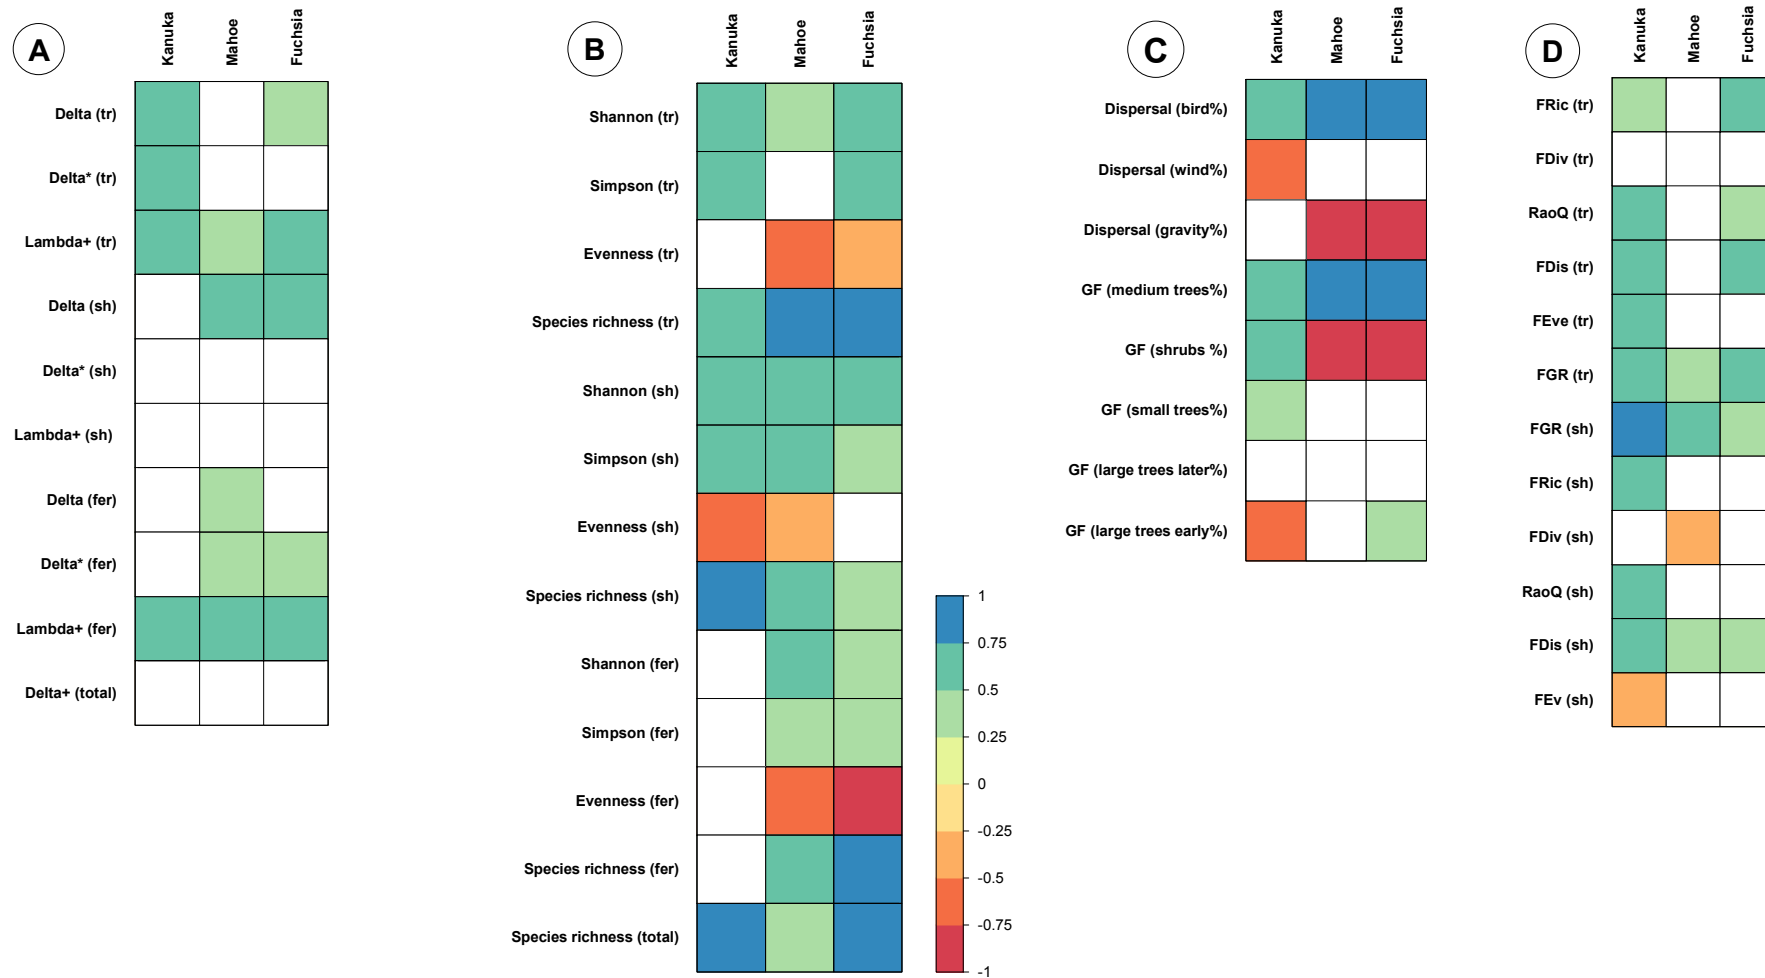 A
Kanuka
Mahoe
Fuchsia
Delta (tr)
Delta* (tr)
Lambda+ (tr)
Delta (sh)
Delta* (sh)
Lambda+ (sh)
Delta (fer)
Delta* (fer)
Lambda+ (fer)
Delta+ (total)
B
Kanuka
Mahoe
Fuchsia
Shannon (tr)
Simpson (tr)
Evenness (tr)
Species richness (tr)
Shannon (sh)
Simpson (sh)
Evenness (sh)
Species richness (sh)
Shannon (fer)
Simpson (fer)
Evenness (fer)
Species richness (fer)
Species richness (total)
1
0.75
0.5
0.25
0
-0.25
-0.5
-0.75
-1
C
Kanuka
Mahoe
Fuchsia
Dispersal (bird%)
Dispersal (wind%)
Dispersal (gravity%)
GF (medium trees%)
GF (shrubs %)
GF (small trees%)
GF (large trees later%)
GF (large trees early%)
D
Kanuka
Mahoe
Fuchsia
FRic (tr)
FDiv (tr)
RaoQ (tr)
FDis (tr)
FEve (tr)
FGR (tr)
FGR (sh)
FRic (sh)
FDiv (sh)
RaoQ (sh)
FDis (sh)
FEv (sh)